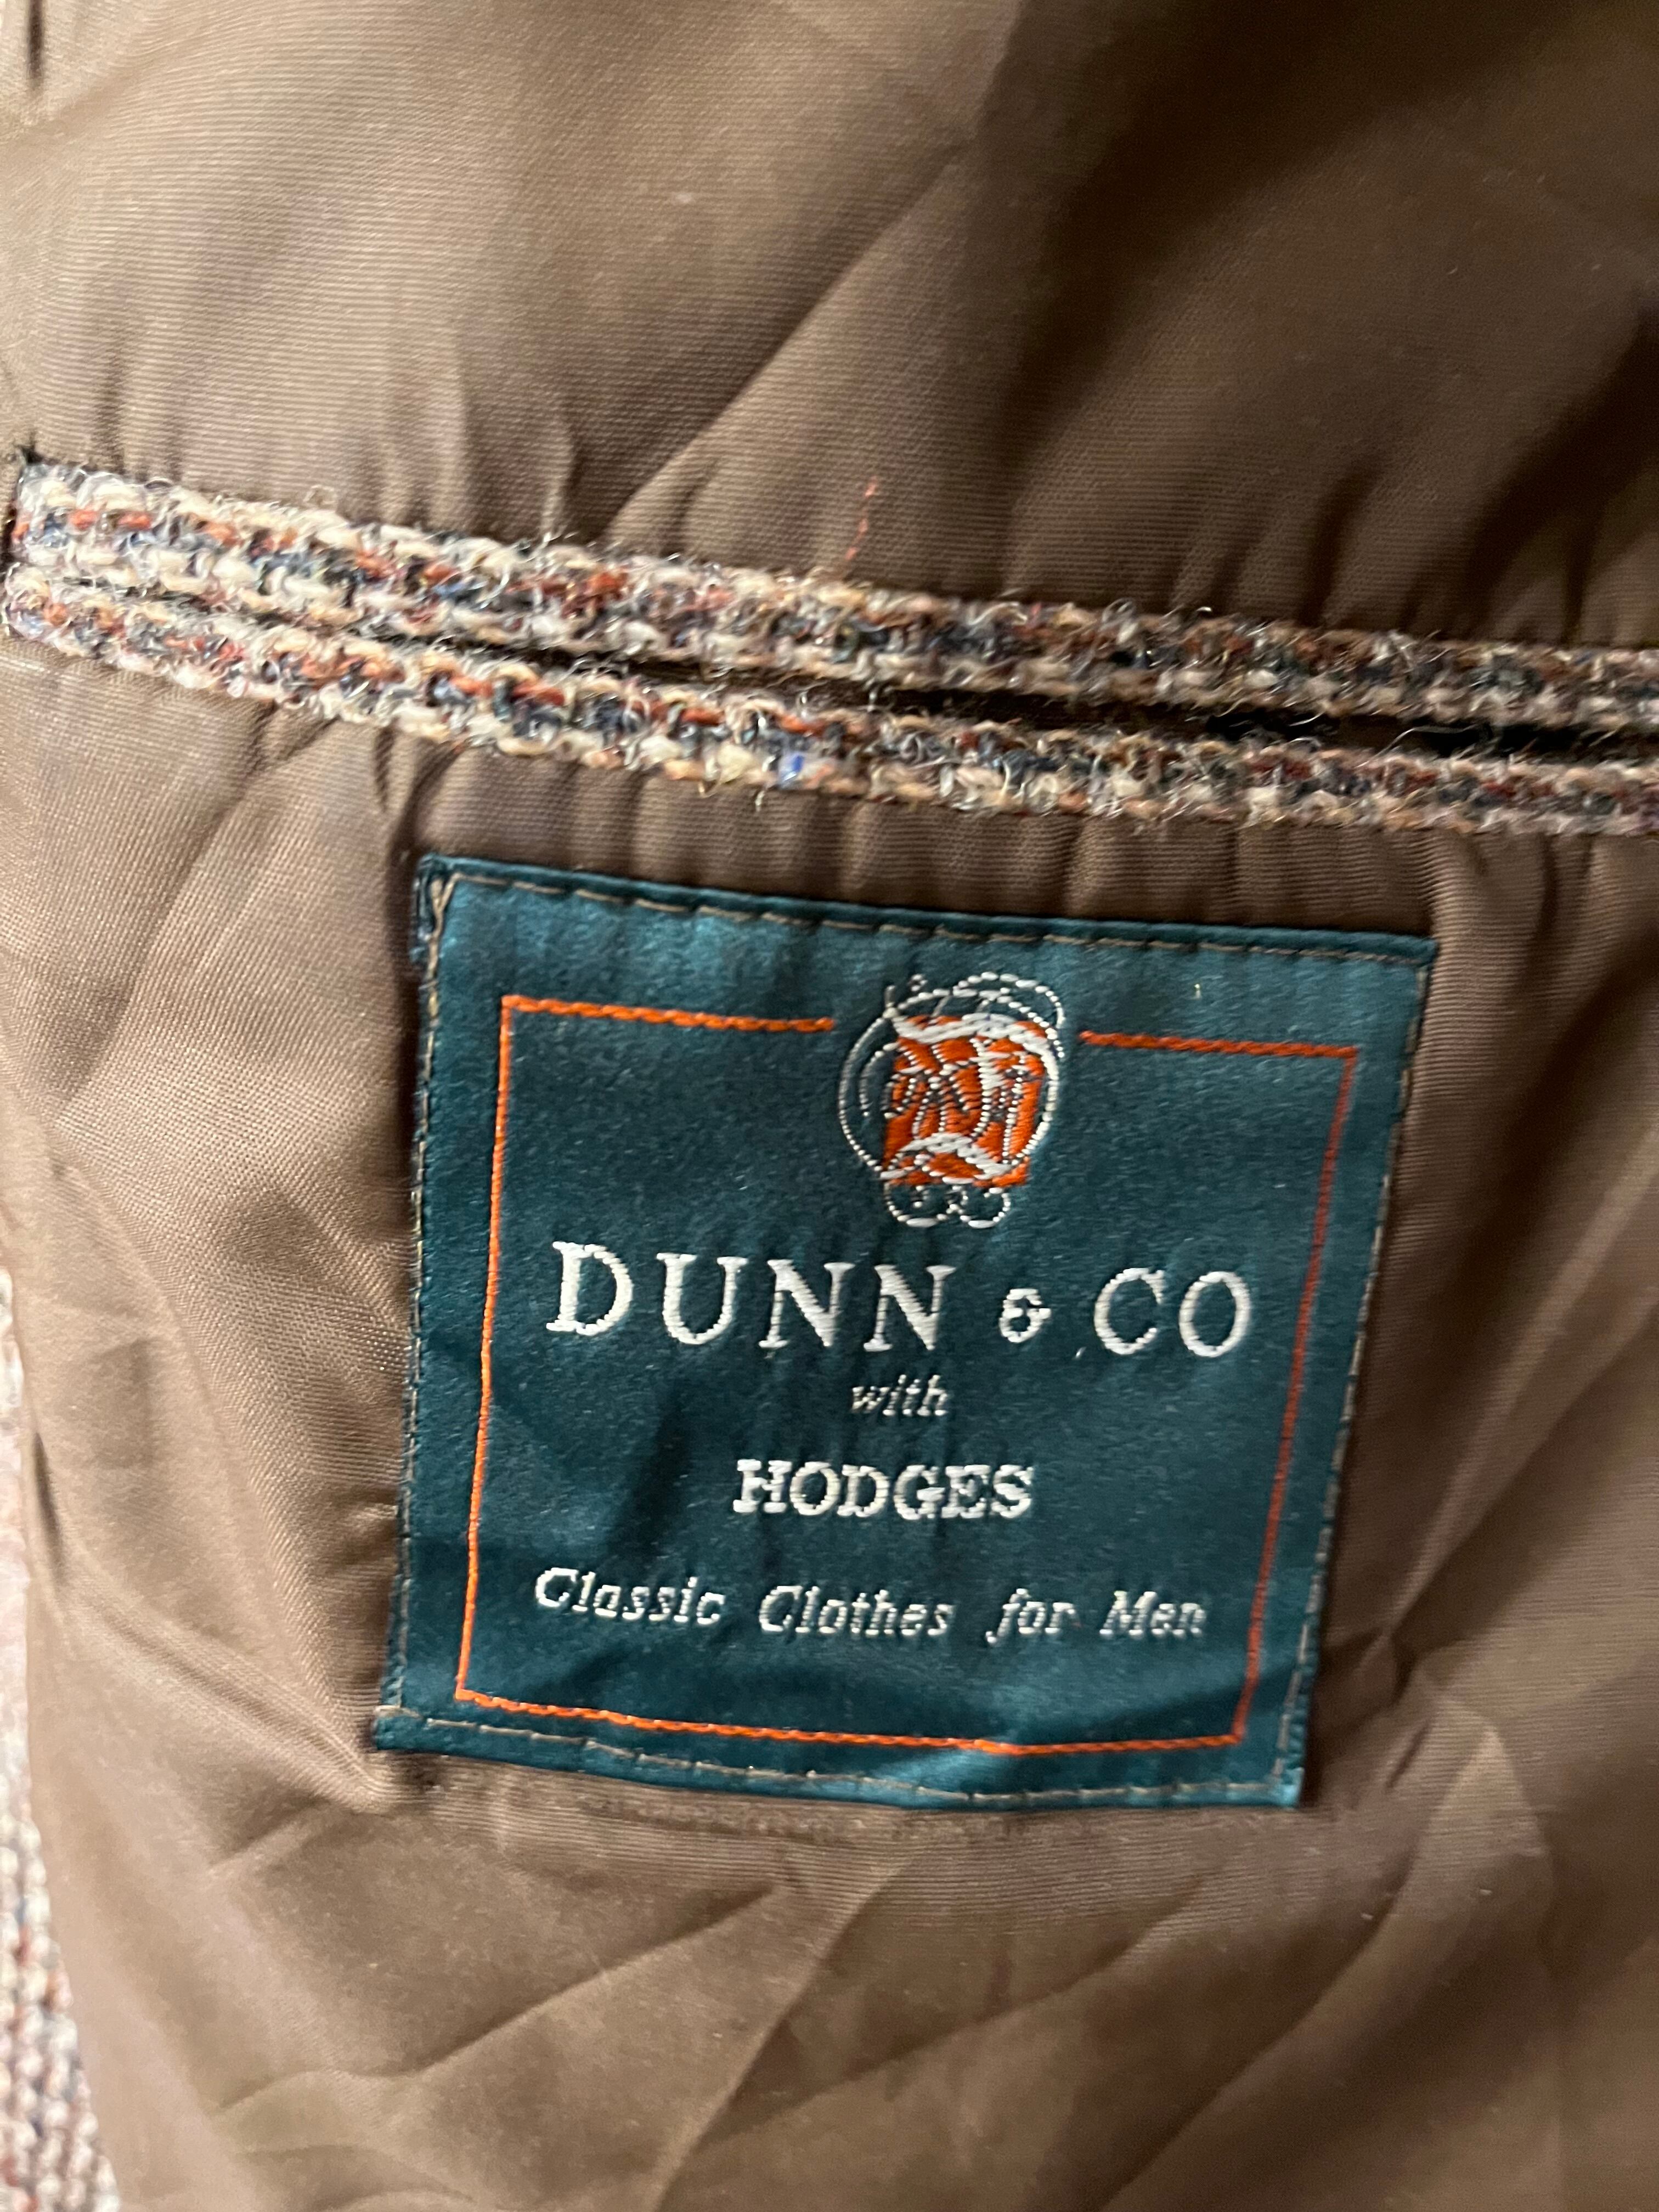 DUNN & CO
with
HODGES
Classic Clothes for Men